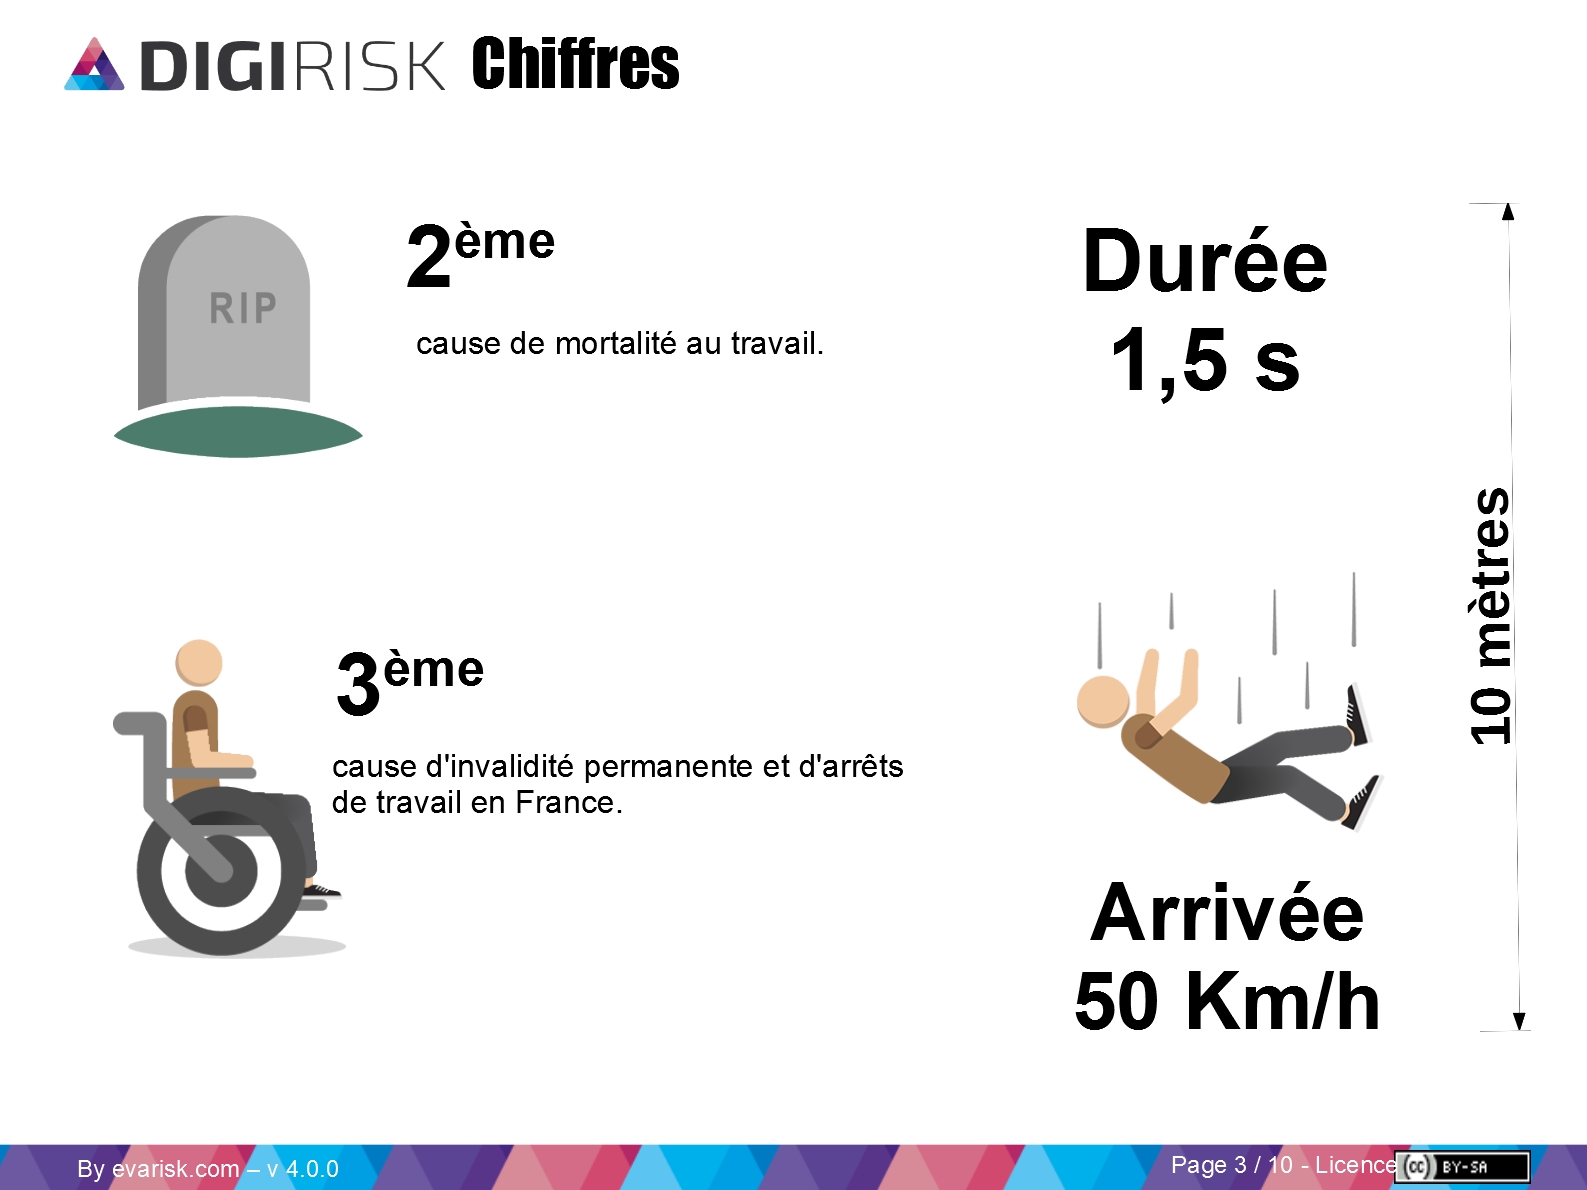 DIGIRISK Chiffres
RIP
2ème
cause de mortalité au travail.
3ème
cause d'invalidité permanente et d'arrêts
de travail en France.
Durée
1,5 s
10 mètres
Arrivée
50 Km/h
By evarisk.com – v 4.0.0
Page 3 / 10 - Licence
cc BY-SA